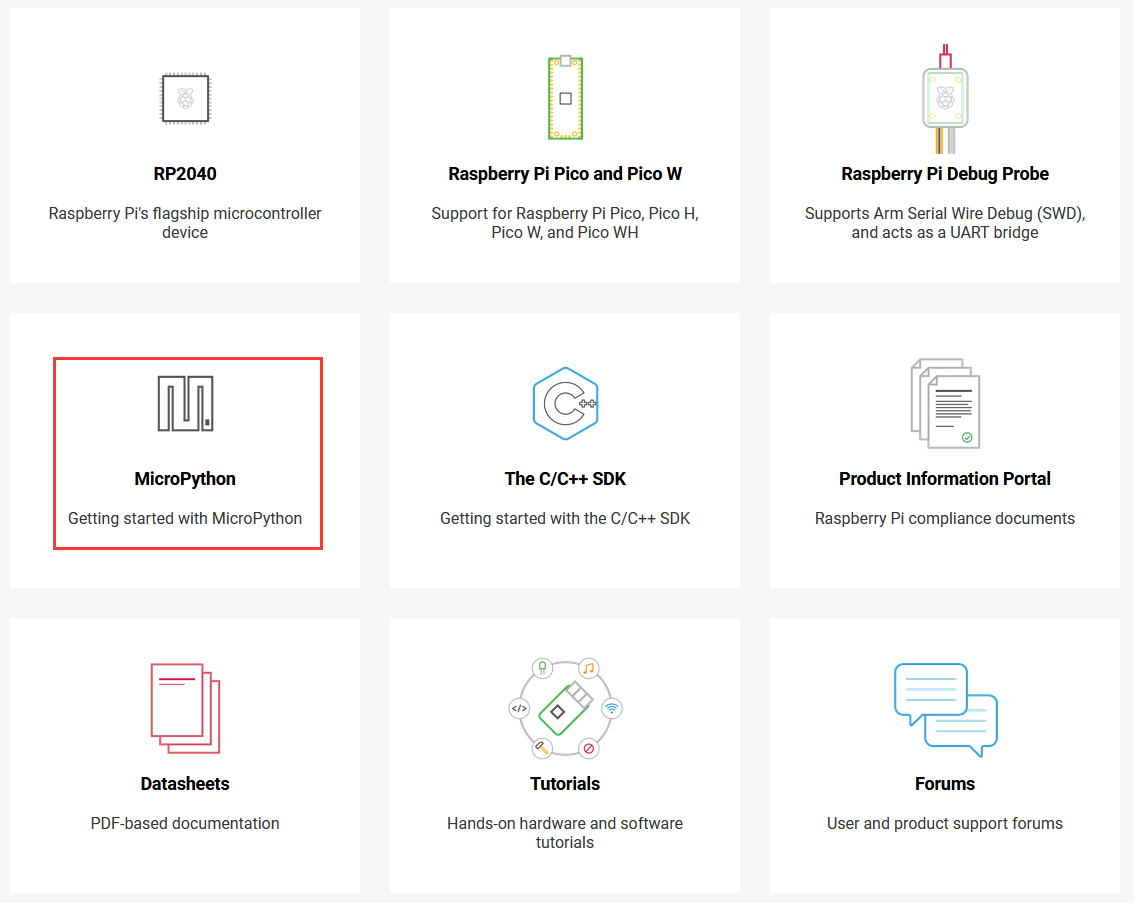 RP2040
Raspberry Pi's flagship microcontroller
device
Raspberry Pi Pico and Pico W
Support for Raspberry Pi Pico, Pico H,
Pico W, and Pico WH
Raspberry Pi Debug Probe
Supports Arm Serial Wire Debug (SWD),
and acts as a UART bridge
MicroPython
Getting started with MicroPython
C++
The C/C++ SDK
Getting started with the C/C++ SDK
Product Information Portal
Raspberry Pi compliance documents
Datasheets
PDF-based documentation
</>
Tutorials
Hands-on hardware and software
tutorials
Forums
User and product support forums